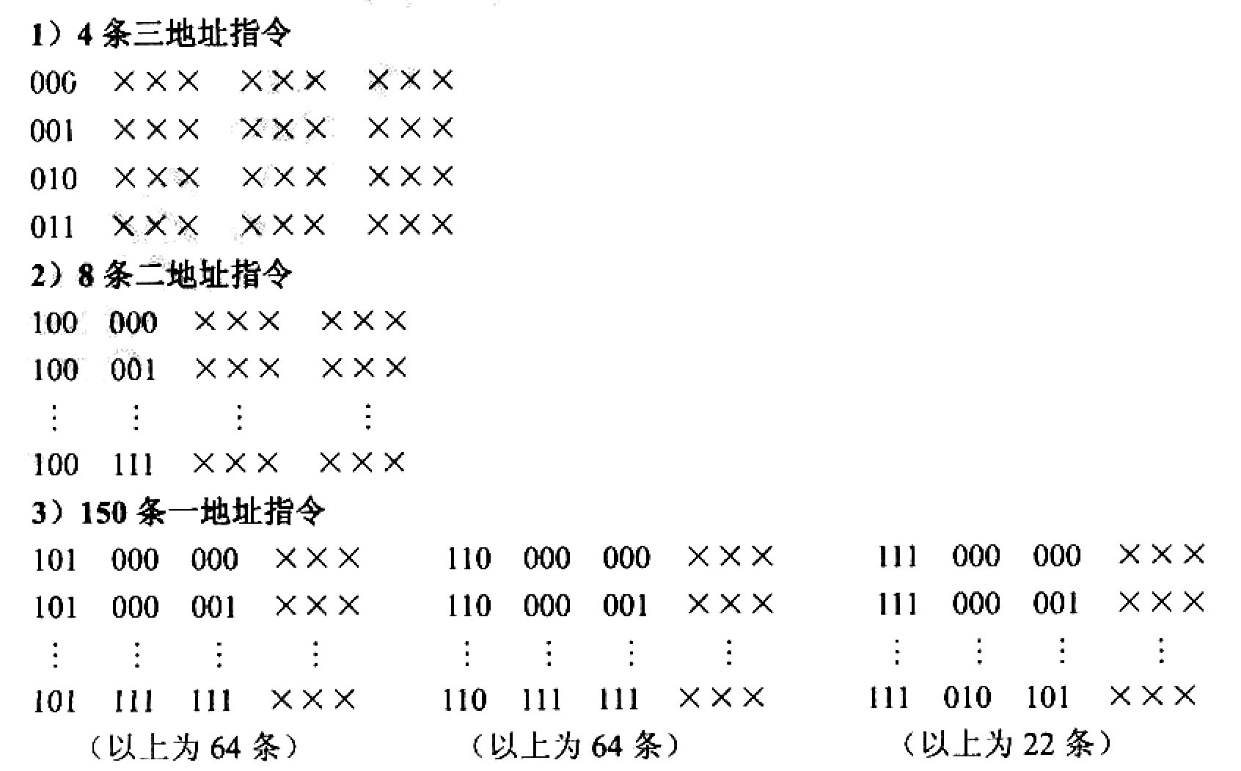 1）4 条三地址指令
000 ××× ××× ×××
001 ××× ××× ×××
010 ××× ××× ×××
011 ××× ××× ×××
2）8 条二地址指令
100 000 ××× ×××
100 001 ××× ×××
⋮ ⋮ ⋮ ⋮
100 111 ××× ×××
3）150 条一地址指令
101 000 000 ××× 110 000 000 ××× 111 000 000 ×××
101 000 001 ××× 110 000 001 ××× 111 000 001 ×××
⋮ ⋮ ⋮ ⋮ ⋮ ⋮ ⋮ ⋮ ⋮ ⋮ ⋮ ⋮
101 111 111 ××× 110 111 111 ××× 111 010 101 ×××
（以上为 64 条） （以上为 64 条） （以上为 22 条）